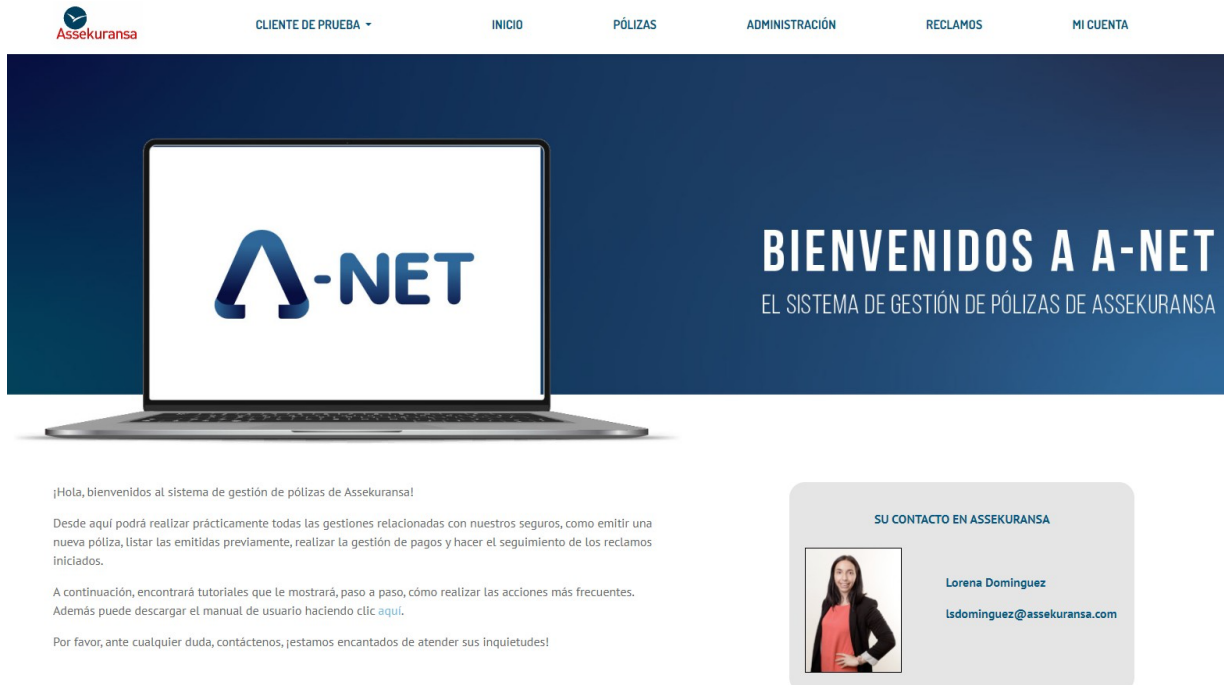 Assekuransa
CLIENTE DE PRUEBA
INICIO
PÓLIZAS
ADMINISTRACIÓN
RECLAMOS
MI CUENTA
A-NET
BIENVENIDOS A A-NET
EL SISTEMA DE GESTIÓN DE PÓLIZAS DE ASSEKURANSA
¡Hola, bienvenidos al sistema de gestión de pólizas de Assekuransa!
Desde aquí podrá realizar prácticamente todas las gestiones relacionadas con nuestros seguros, como emitir una
nueva póliza, listar las emitidas previamente, realizar la gestión de pagos y hacer el seguimiento de los reclamos
iniciados.
A continuación, encontrará tutoriales que le mostrará, paso a paso, cómo realizar las acciones más frecuentes.
Además puede descargar el manual de usuario haciendo clic aquí.
Por favor, ante cualquier duda, contáctenos, ¡estamos encantados de atender sus inquietudes!
SU CONTACTO EN ASSEKURANSA
Lorena Dominguez
lsdominguez@assekuransa.com